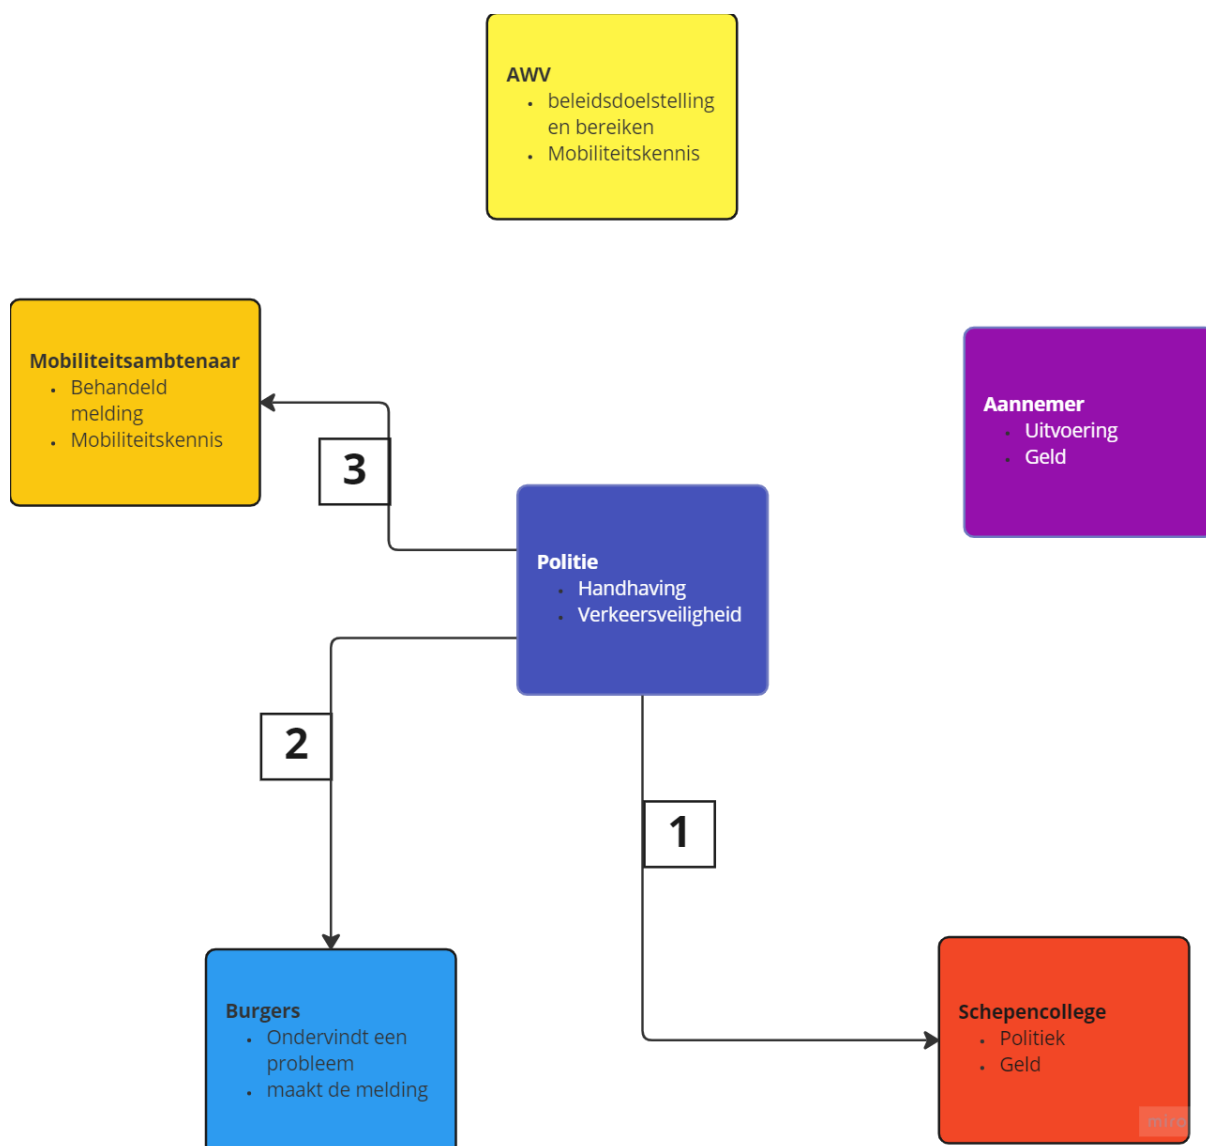 AWV
• beleidsdoelstelling
en bereiken
• Mobiliteitskennis
Mobiliteitsambtenaar
• Behandeld
melding
• Mobiliteitskennis
3
Aannemer
• Uitvoering
• Geld
Politie
• Handhaving
• Verkeersveiligheid
2
1
Burgers
• Ondervindt een
probleem
• maakt de melding
Schepencollege
• Politiek
• Geld
miro